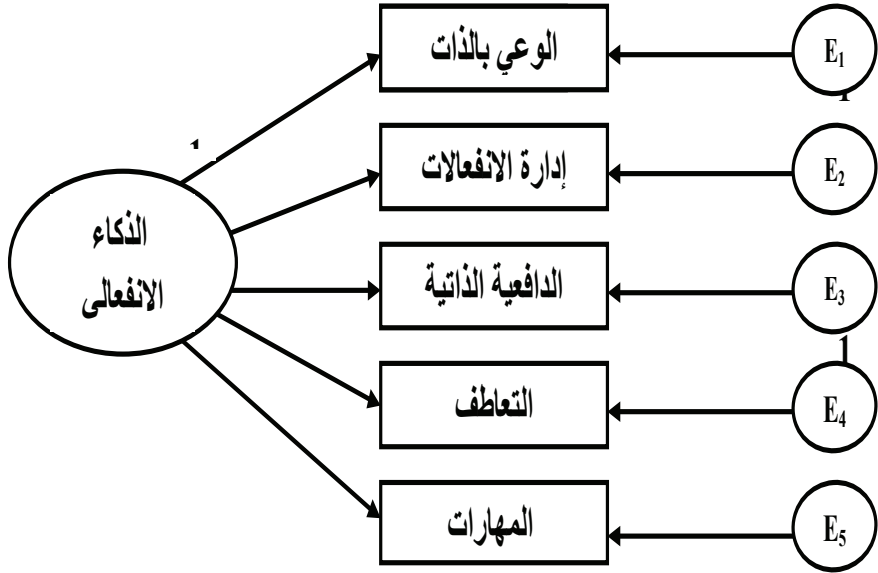 الوعي بالذات
E1
1
1
إدارة الانفعالات
E2
الذكاء
الانفعالى
الدافعية الذاتية
E3
1
التعاطف
E4
المهارات
E5